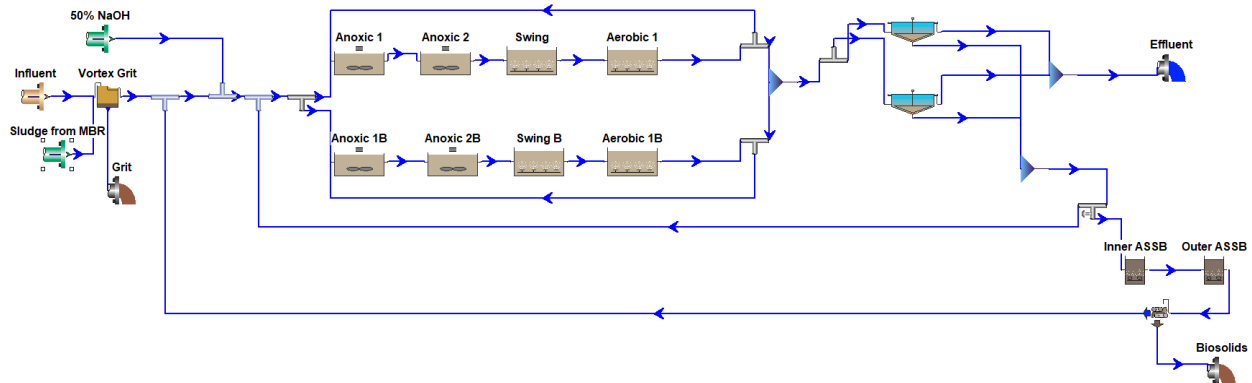 50% NaOH
Anoxic 1
Anoxic 2
Swing
Aerobic 1
Effluent
Influent
Vortex Grit
Sludge from MBR
Anoxic 1B
Anoxic 2B
Swing B
Aerobic 1B
Grit
Inner ASSB
Outer ASSB
Biosolids